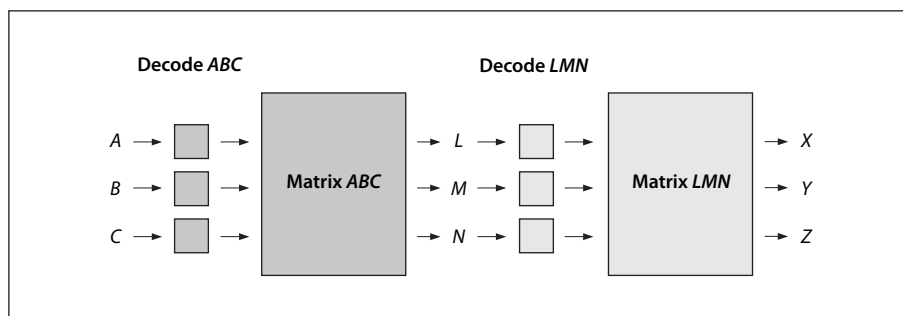 Decode ABC Decode LMN
A L X
B Matrix ABC M Matrix LMN Y
C N Z